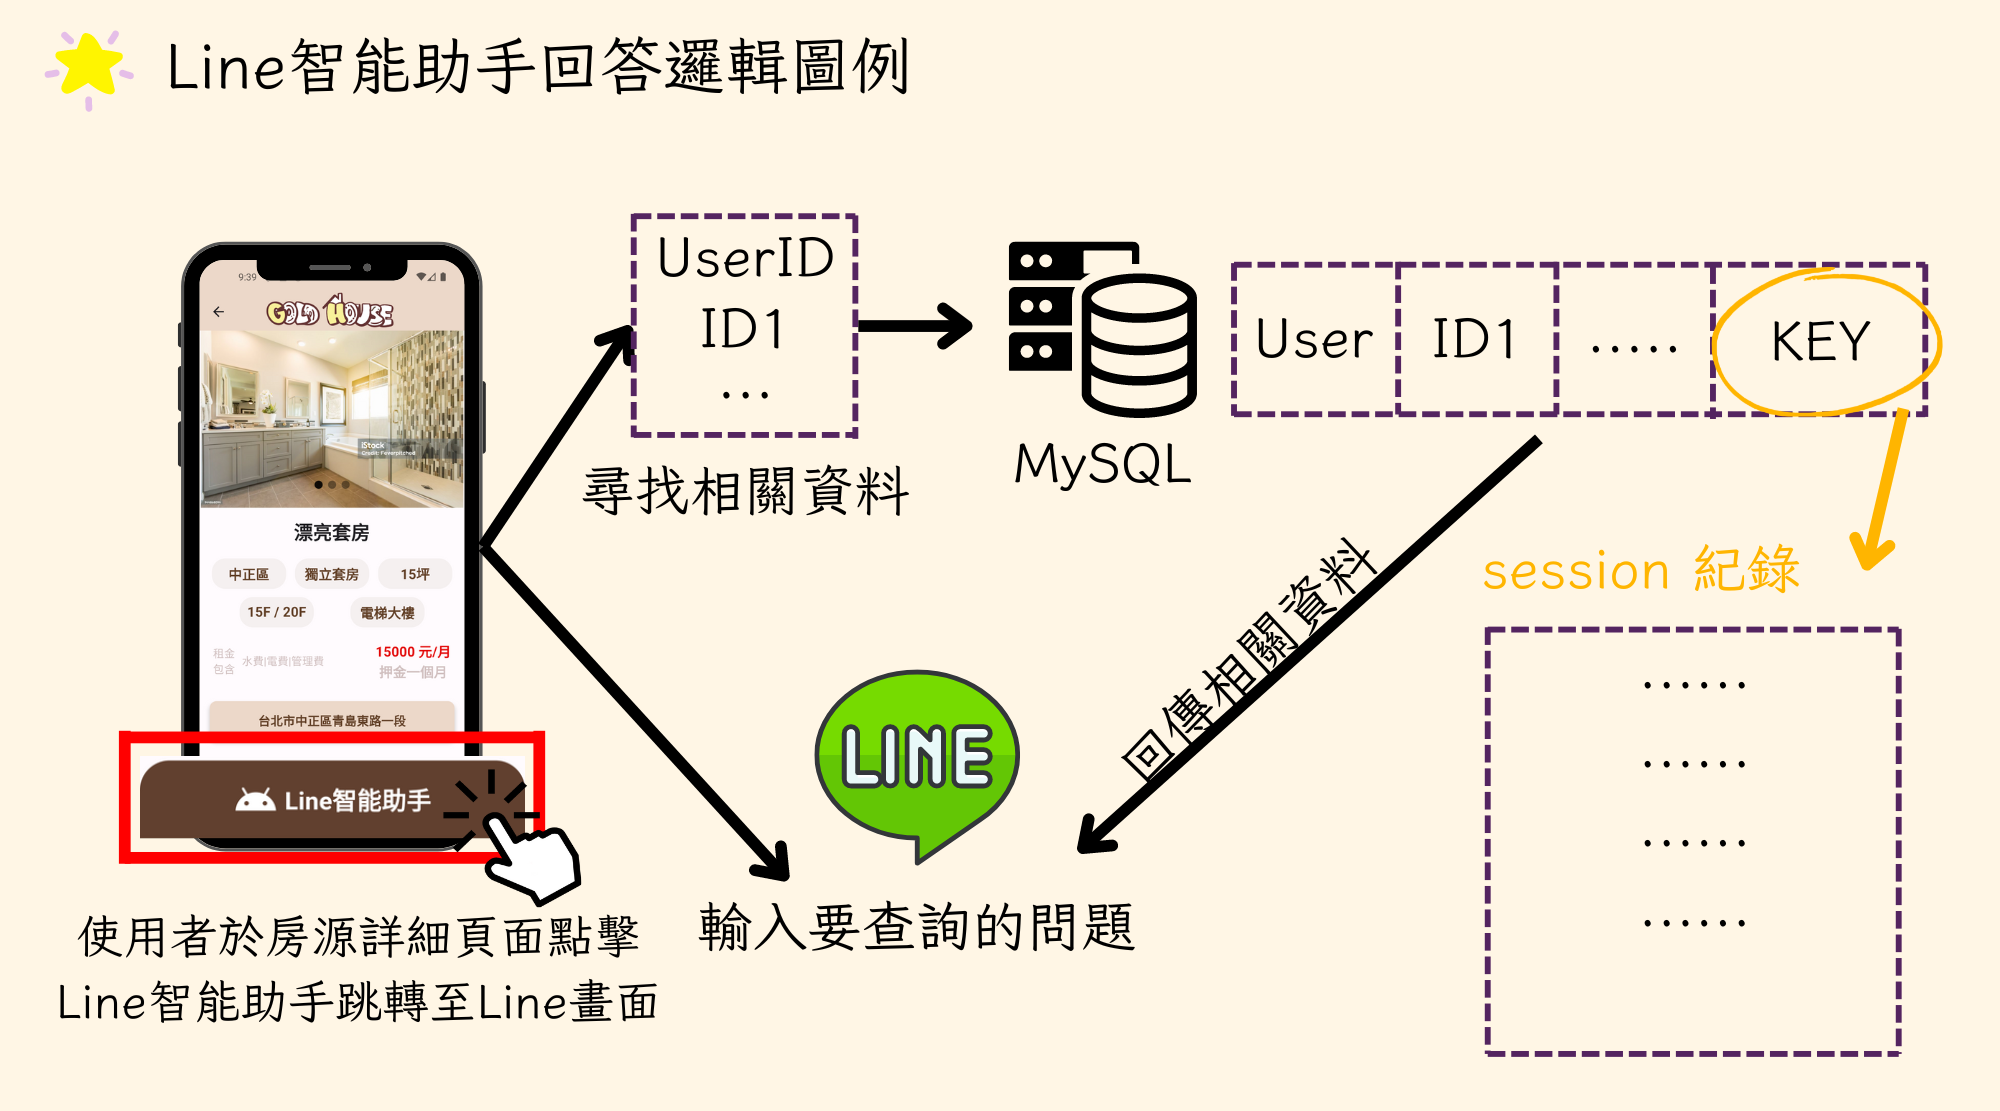 Line智能助手回答邏輯圖例
9:39
GOLD HOUSE
iStock
Credit: Feverpitched
漂亮套房
中正區 獨立套房 15坪
15F / 20F 電梯大樓
租金包含 水費|電費|管理費 15000 元/月
押金一個月
台北市中正區青島東路一段
Line智能助手
使用者於房源詳細頁面點擊
Line智能助手跳轉至Line畫面
UserID
ID1
...
尋找相關資料
MySQL
User ID1 ..... KEY
回傳相關資料
LINE
輸入要查詢的問題
session 紀錄
......
......
......
......